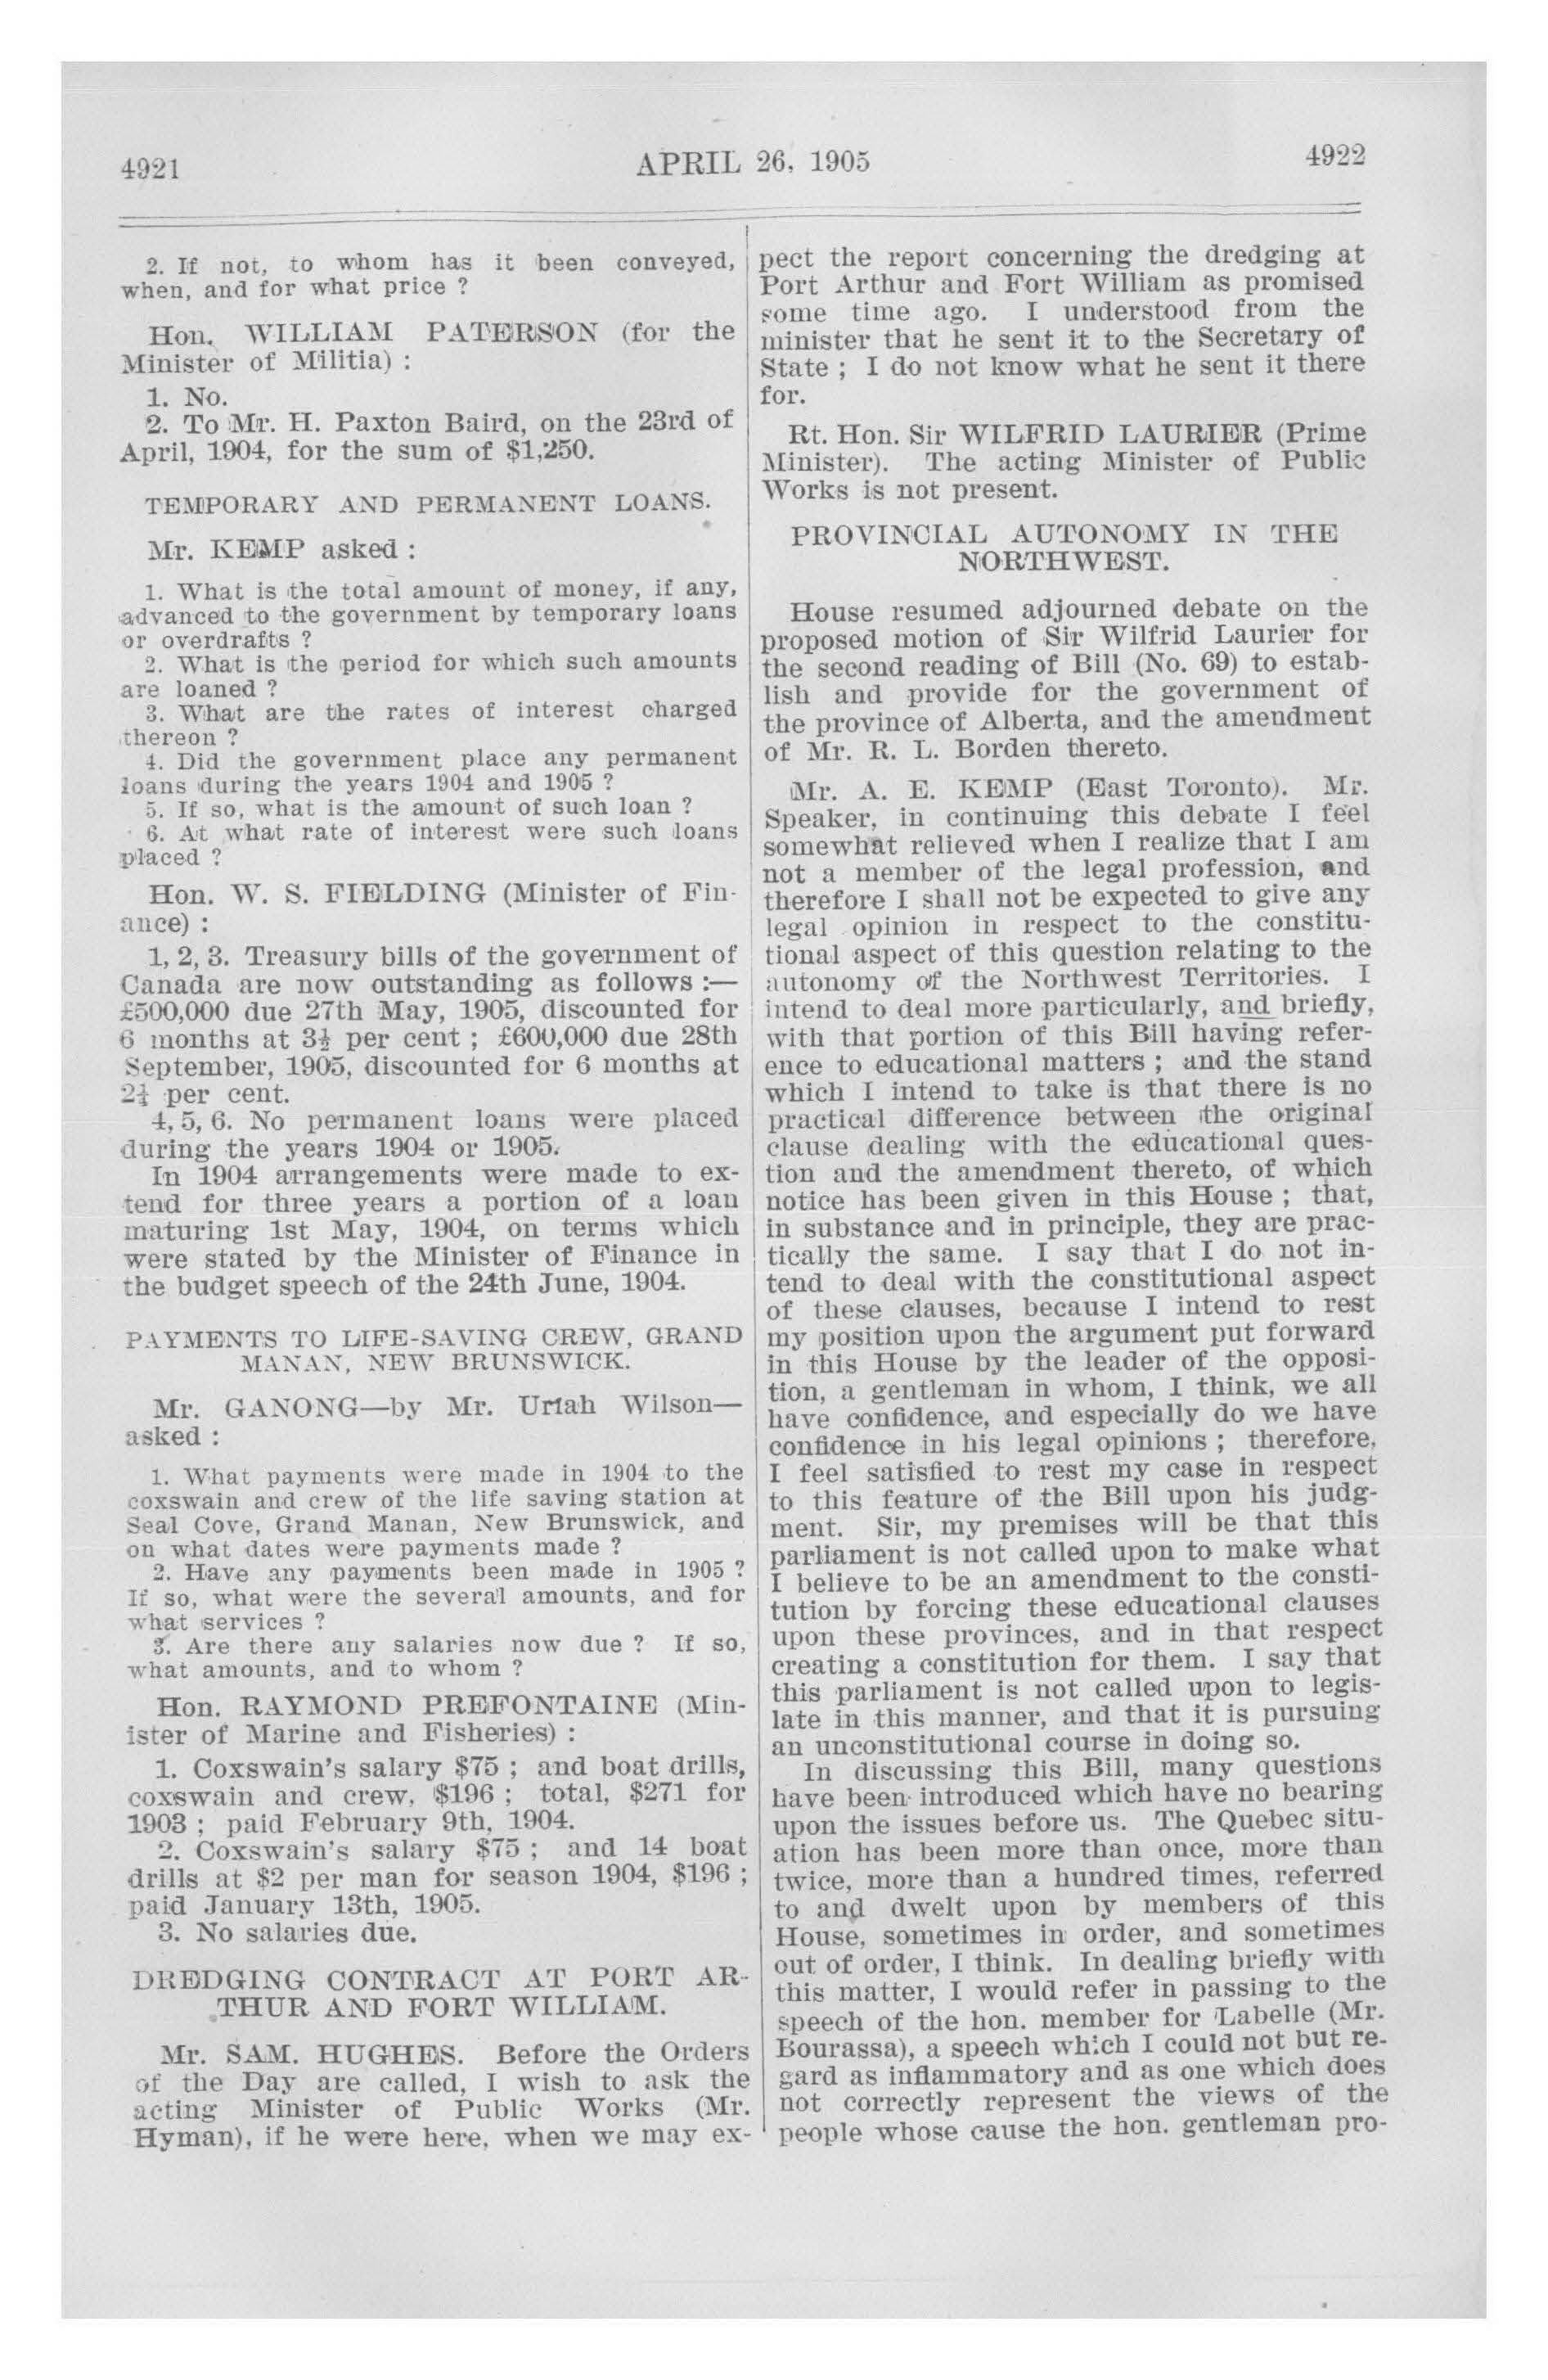 4921
APRIL 26, 1905
4922
2. If not, to whom has it been conveyed,
when, and for what price ?
Hon. WILLIAM PATERSON (for the
Minister of Militia) :
1. No.
2. To Mr. H. Paxton Baird, on the 23rd of
April, 1904, for the sum of $1,250.
TEMPORARY AND PERMANENT LOANS.
Mr. KEMP asked :
1. What is the total amount of money, if any,
advanced to the government by temporary loans
or overdrafts ?
2. What is the period for which such amounts
are loaned ?
3. What are the rates of interest charged
thereon ?
4. Did the government place any permanent
loans during the years 1904 and 1905 ?
5. If so, what is the amount of such loan ?
6. At what rate of interest were such loans
placed ?
Hon. W. S. FIELDING (Minister of Fin-
ance) :
1, 2, 3. Treasury bills of the government of
Canada are now outstanding as follows :—
£500,000 due 27th May, 1905, discounted for
6 months at 3½ per cent ; £600,000 due 28th
September, 1905, discounted for 6 months at
2¼ per cent.
4, 5, 6. No permanent loans were placed
during the years 1904 or 1905.
In 1904 arrangements were made to ex-
tend for three years a portion of a loan
maturing 1st May, 1904, on terms which
were stated by the Minister of Finance in
the budget speech of the 24th June, 1904.
PAYMENTS TO LIFE-SAVING CREW, GRAND
MANAN, NEW BRUNSWICK.
Mr. GANONG—by Mr. Uriah Wilson—
asked :
1. What payments were made in 1904 to the
coxswain and crew of the life saving station at
Seal Cove, Grand Manan, New Brunswick, and
on what dates were payments made ?
2. Have any payments been made in 1905 ?
If so, what were the several amounts, and for
what services ?
3. Are there any salaries now due ? If so,
what amounts, and to whom ?
Hon. RAYMOND PREFONTAINE (Min-
ister of Marine and Fisheries) :
1. Coxswain's salary $75 ; and boat drills,
coxswain and crew, $196 ; total, $271 for
1903 ; paid February 9th, 1904.
2. Coxswain's salary $75 ; and 14 boat
drills at $2 per man for season 1904, $196 ;
paid January 13th, 1905.
3. No salaries due.
DREDGING CONTRACT AT PORT AR-
THUR AND FORT WILLIAM.
Mr. SAM. HUGHES. Before the Orders
of the Day are called, I wish to ask the
acting Minister of Public Works (Mr.
Hyman), if he were here, when we may ex-
pect the report concerning the dredging at
Port Arthur and Fort William as promised
some time ago. I understood from the
minister that he sent it to the Secretary of
State ; I do not know what he sent it there
for.
Rt. Hon. Sir WILFRID LAURIER (Prime
Minister). The acting Minister of Public
Works is not present.
PROVINCIAL AUTONOMY IN THE
NORTHWEST.
House resumed adjourned debate on the
proposed motion of Sir Wilfrid Laurier for
the second reading of Bill (No. 69) to estab-
lish and provide for the government of
the province of Alberta, and the amendment
of Mr. R. L. Borden thereto.
Mr. A. E. KEMP (East Toronto). Mr.
Speaker, in continuing this debate I feel
somewhat relieved when I realize that I am
not a member of the legal profession, and
therefore I shall not be expected to give any
legal opinion in respect to the constitu-
tional aspect of this question relating to the
autonomy of the Northwest Territories. I
intend to deal more particularly, and briefly,
with that portion of this Bill having refer-
ence to educational matters ; and the stand
which I intend to take is that there is no
practical difference between the original
clause dealing with the educational ques-
tion and the amendment thereto, of which
notice has been given in this House ; that,
in substance and in principle, they are prac-
tically the same. I say that I do not in-
tend to deal with the constitutional aspect
of these clauses, because I intend to rest
my position upon the argument put forward
in this House by the leader of the opposi-
tion, a gentleman in whom, I think, we all
have confidence, and especially do we have
confidence in his legal opinions ; therefore,
I feel satisfied to rest my case in respect
to this feature of the Bill upon his judg-
ment. Sir, my premises will be that this
parliament is not called upon to make what
I believe to be an amendment to the consti-
tution by forcing these educational clauses
upon these provinces, and in that respect
creating a constitution for them. I say that
this parliament is not called upon to legis-
late in this manner, and that it is pursuing
an unconstitutional course in doing so.
In discussing this Bill, many questions
have been introduced which have no bearing
upon the issues before us. The Quebec situ-
ation has been more than once, more than
twice, more than a hundred times, referred
to and dwelt upon by members of this
House, sometimes in order, and sometimes
out of order, I think. In dealing briefly with
this matter, I would refer in passing to the
speech of the hon. member for Labelle (Mr.
Bourassa), a speech which I could not but re-
gard as inflammatory and as one which does
not correctly represent the views of the
people whose cause the hon. gentleman pro-